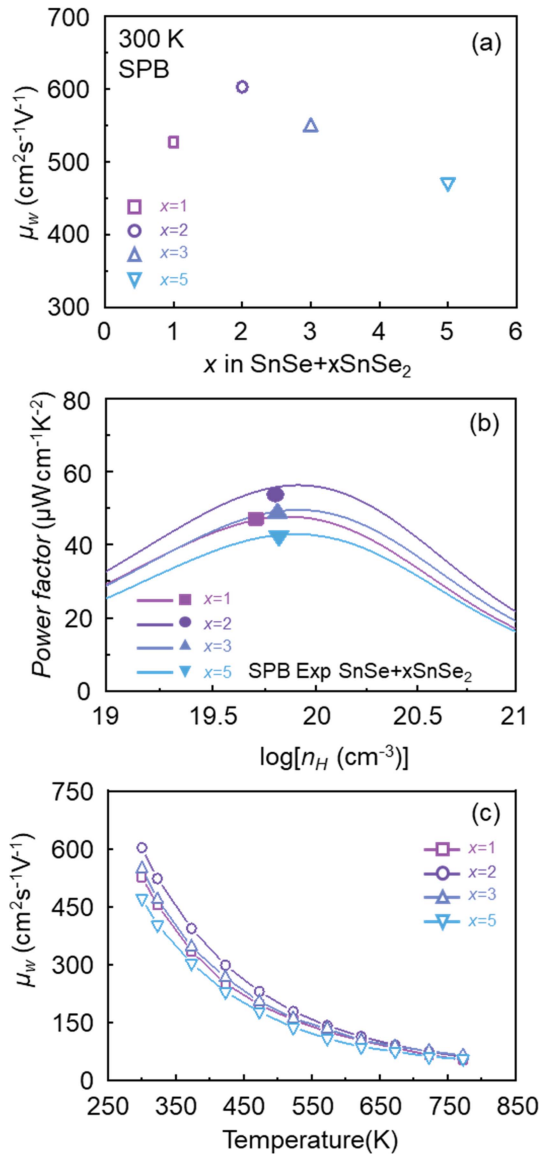 300 K
(a)
SPB
700
600
500
400
300
μw (cm²s⁻¹V⁻¹)
x=1
x=2
x=3
x=5
0 1 2 3 4 5 6
x in SnSe+xSnSe₂
80
60
40
20
0
Power factor (μWcm⁻¹K⁻²)
(b)
x=1
x=2
x=3
x=5
SPB Exp SnSe+xSnSe₂
19 19.5 20 20.5 21
log[nH (cm⁻³)]
750
600
450
300
150
0
μw (cm²s⁻¹V⁻¹)
(c)
x=1
x=2
x=3
x=5
250 350 450 550 650 750 850
Temperature(K)